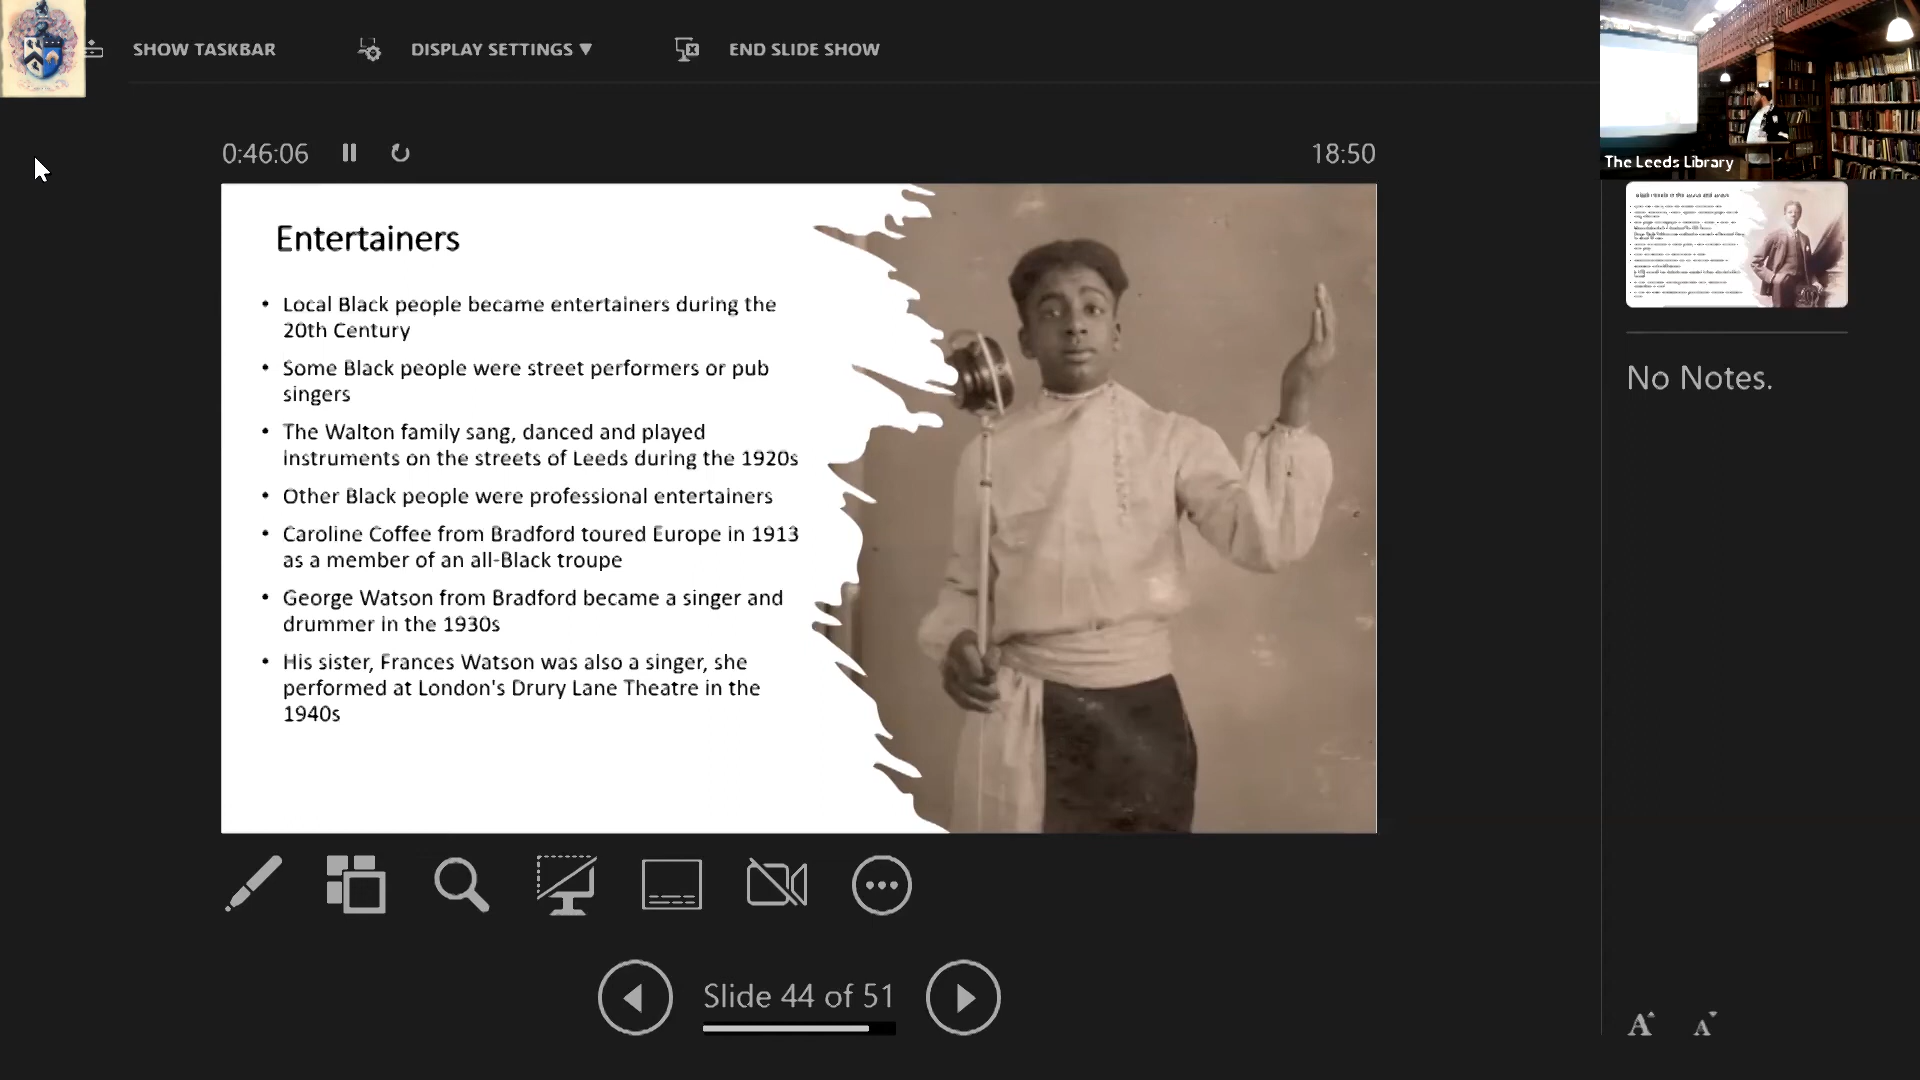 SHOW TASKBAR
DISPLAY SETTINGS ▼
END SLIDE SHOW
The Leeds Library
0:46:06
18:50
Entertainers
• Local Black people became entertainers during the
20th Century
• Some Black people were street performers or pub
singers
• The Walton family sang, danced and played
instruments on the streets of Leeds during the 1920s
• Other Black people were professional entertainers
• Caroline Coffee from Bradford toured Europe in 1913
as a member of an all-Black troupe
• George Watson from Bradford became a singer and
drummer in the 1930s
• His sister, Frances Watson was also a singer, she
performed at London's Drury Lane Theatre in the
1940s
No Notes.
Slide 44 of 51
A A